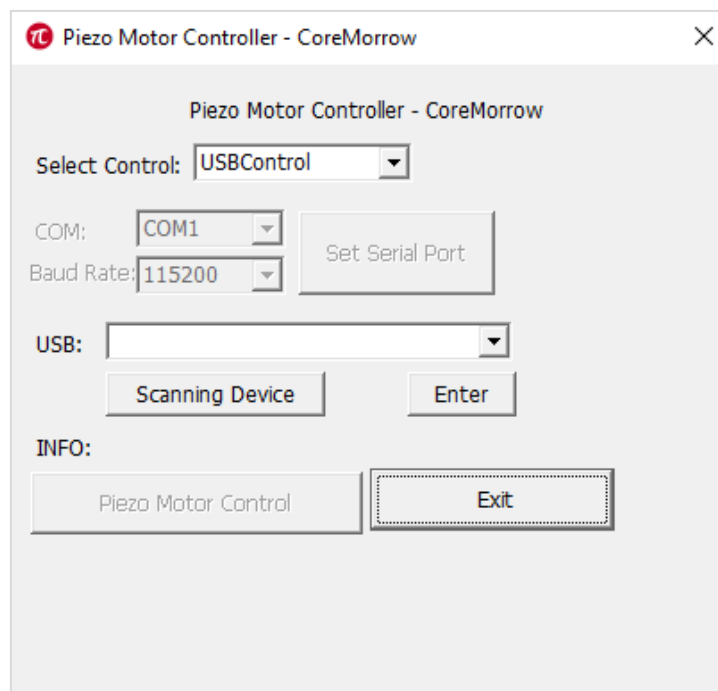 Piezo Motor Controller - CoreMorrow
Piezo Motor Controller - CoreMorrow
Select Control: USBControl
COM: COM1
Baud Rate: 115200
Set Serial Port
USB:
Scanning Device Enter
INFO:
Piezo Motor Control Exit